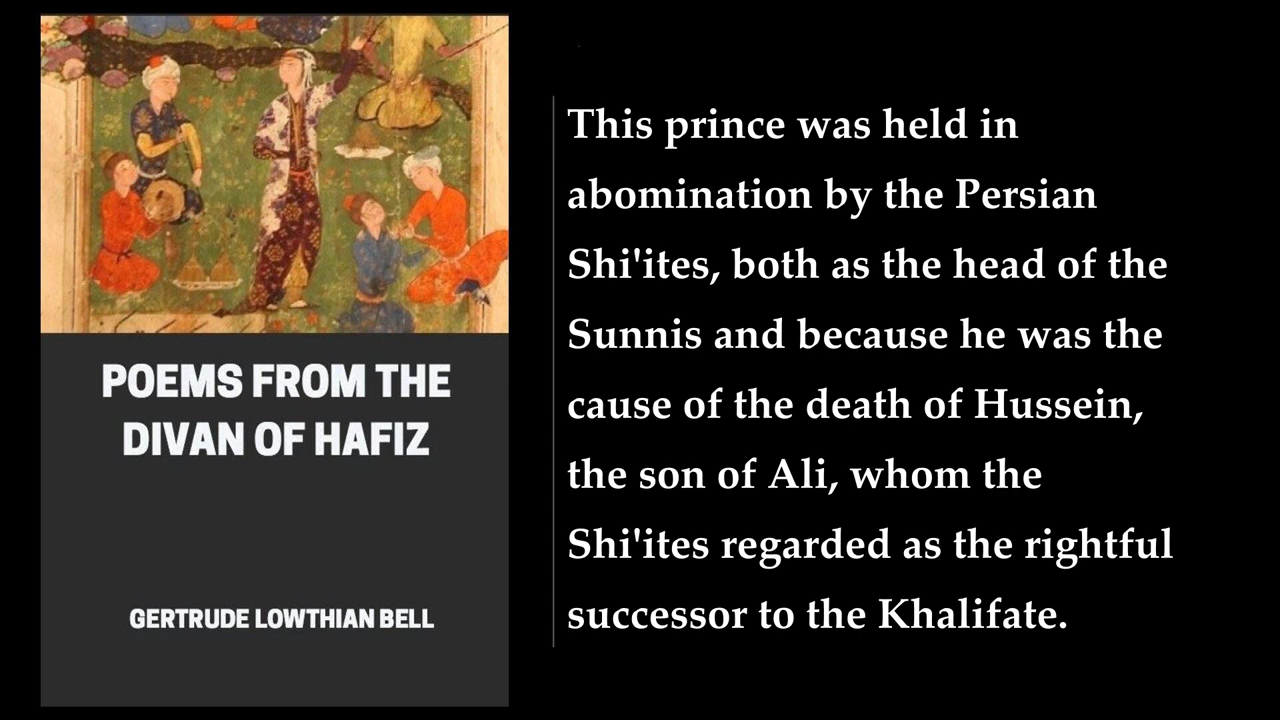 POEMS FROM THE
DIVAN OF HAFIZ
GERTRUDE LOWTHIAN BELL
This prince was held in
abomination by the Persian
Shi'ites, both as the head of the
Sunnis and because he was the
cause of the death of Hussein,
the son of Ali, whom the
Shi'ites regarded as the rightful
successor to the Khalifate.